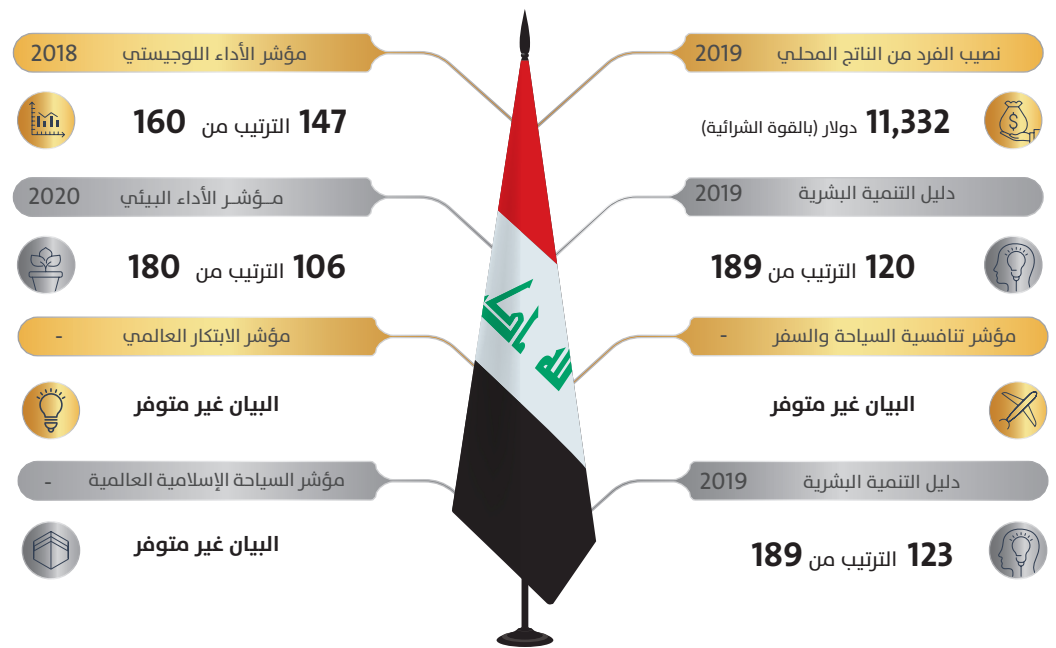 نصيب الفرد من الناتج المحلي 2019
11,332 دولار (بالقوة الشرائية)
دليل التنمية البشرية 2019
120 الترتيب من 189
مؤشر تنافسية السياحة والسفر -
البيان غير متوفر
دليل التنمية البشرية 2019
123 الترتيب من 189
مؤشر الأداء اللوجيستي 2018
147 الترتيب من 160
مــؤشــر الأداء البيئي 2020
106 الترتيب من 180
مؤشر الابتكار العالمي -
البيان غير متوفر
مؤشر السياحة الإسلامية العالمية -
البيان غير متوفر